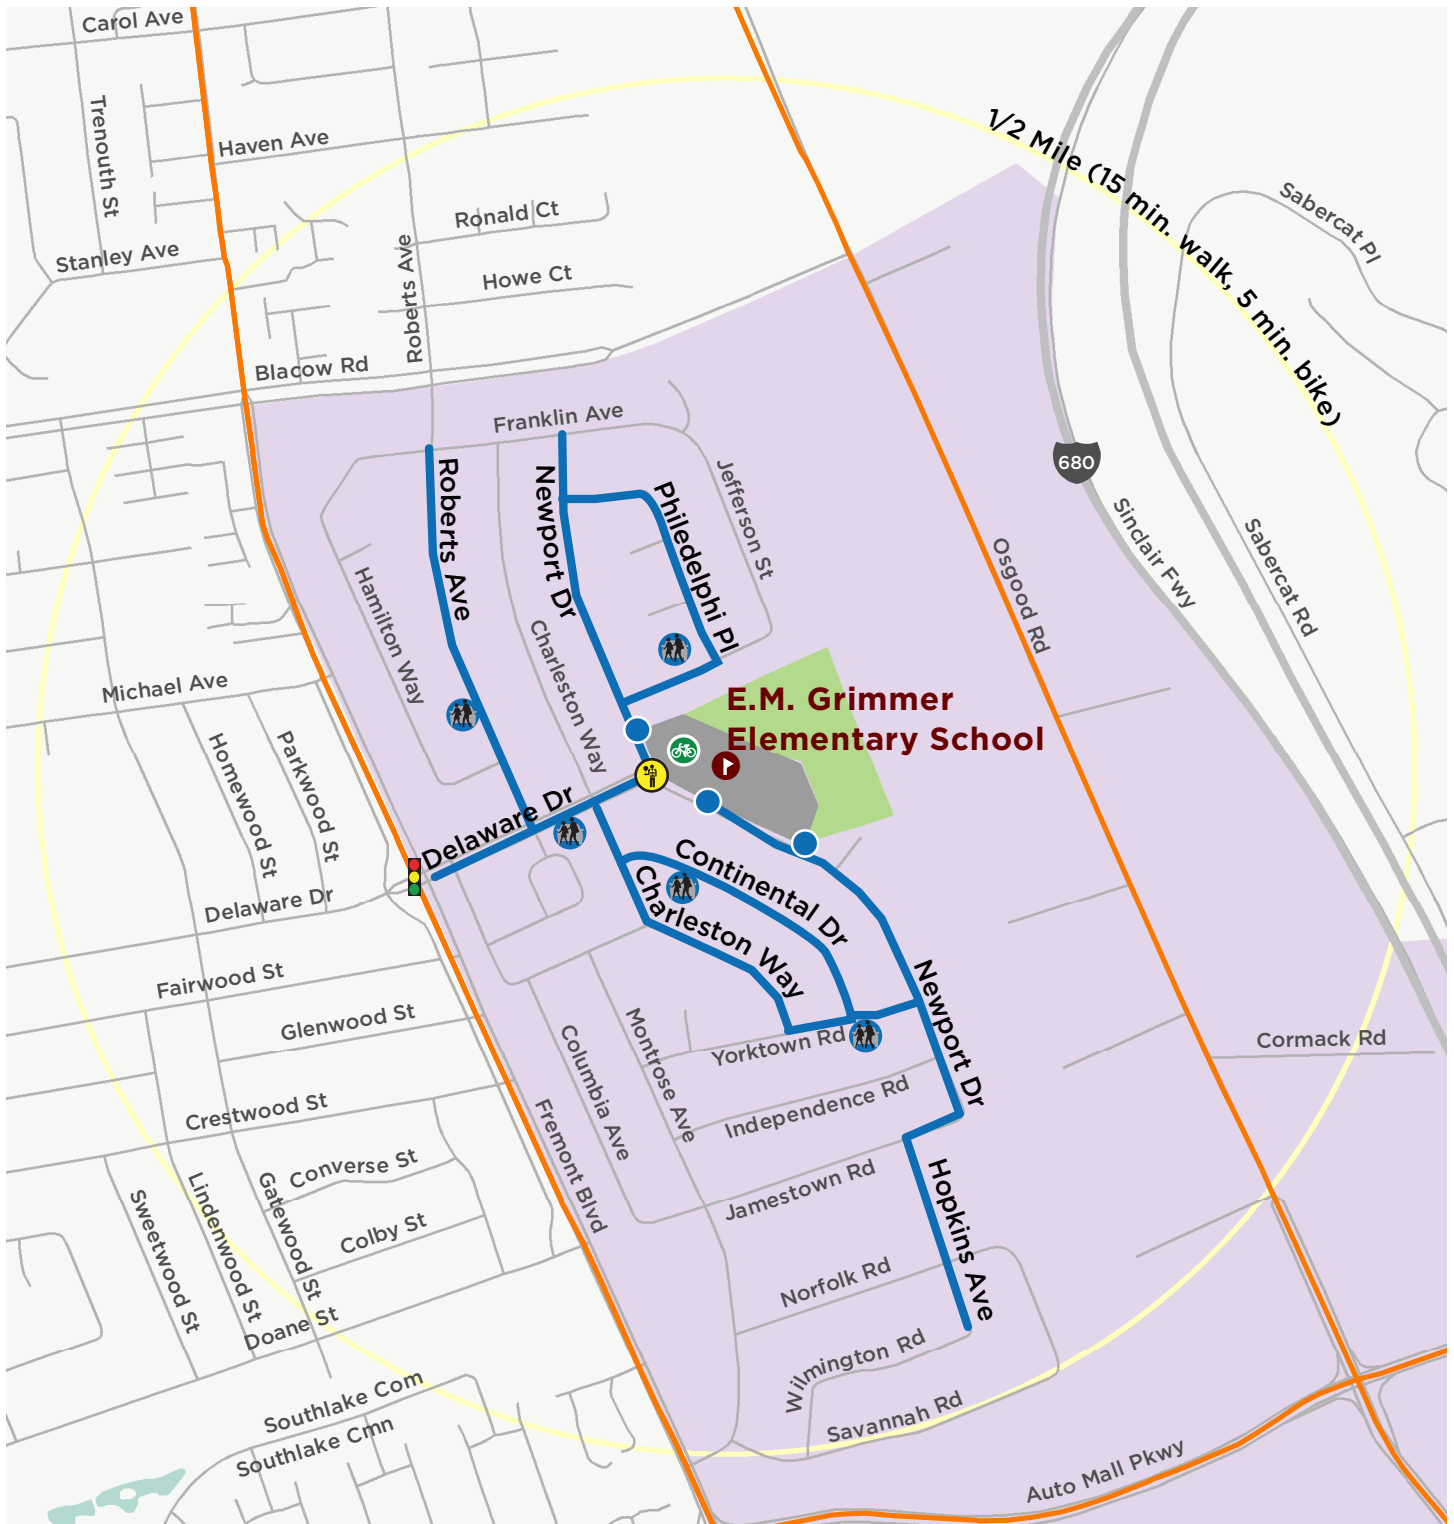 Carol Ave
Trenouth St
Haven Ave
1/2 Mile (15 min. walk, 5 min. bike)
Sabercat Pl
Ronald Ct
Stanley Ave
Roberts Ave
Howe Ct
Blacow Rd
Franklin Ave
680
Roberts Ave
Newport Dr
Philedelphi Pl
Jefferson St
Osgood Rd
Sinclair Fwy
Sabercat Rd
Hamilton Way
Charleston Way
Michael Ave
E.M. Grimmer
Elementary School
Homewood St
Parkwood St
Delaware Dr
Continental Dr
Charleston Way
Delaware Dr
Fairwood St
Newport Dr
Glenwood St
Columbia Ave
Montrose Ave
Yorktown Rd
Cormack Rd
Independence Rd
Crestwood St
Fremont Blvd
Converse St
Jamestown Rd
Hopkins Ave
Sweetwood St
Lindenwood St
Gatewood St
Colby St
Norfolk Rd
Doane St
Wilmington Rd
Southlake Com
Southlake Cmn
Savannah Rd
Auto Mall Pkwy